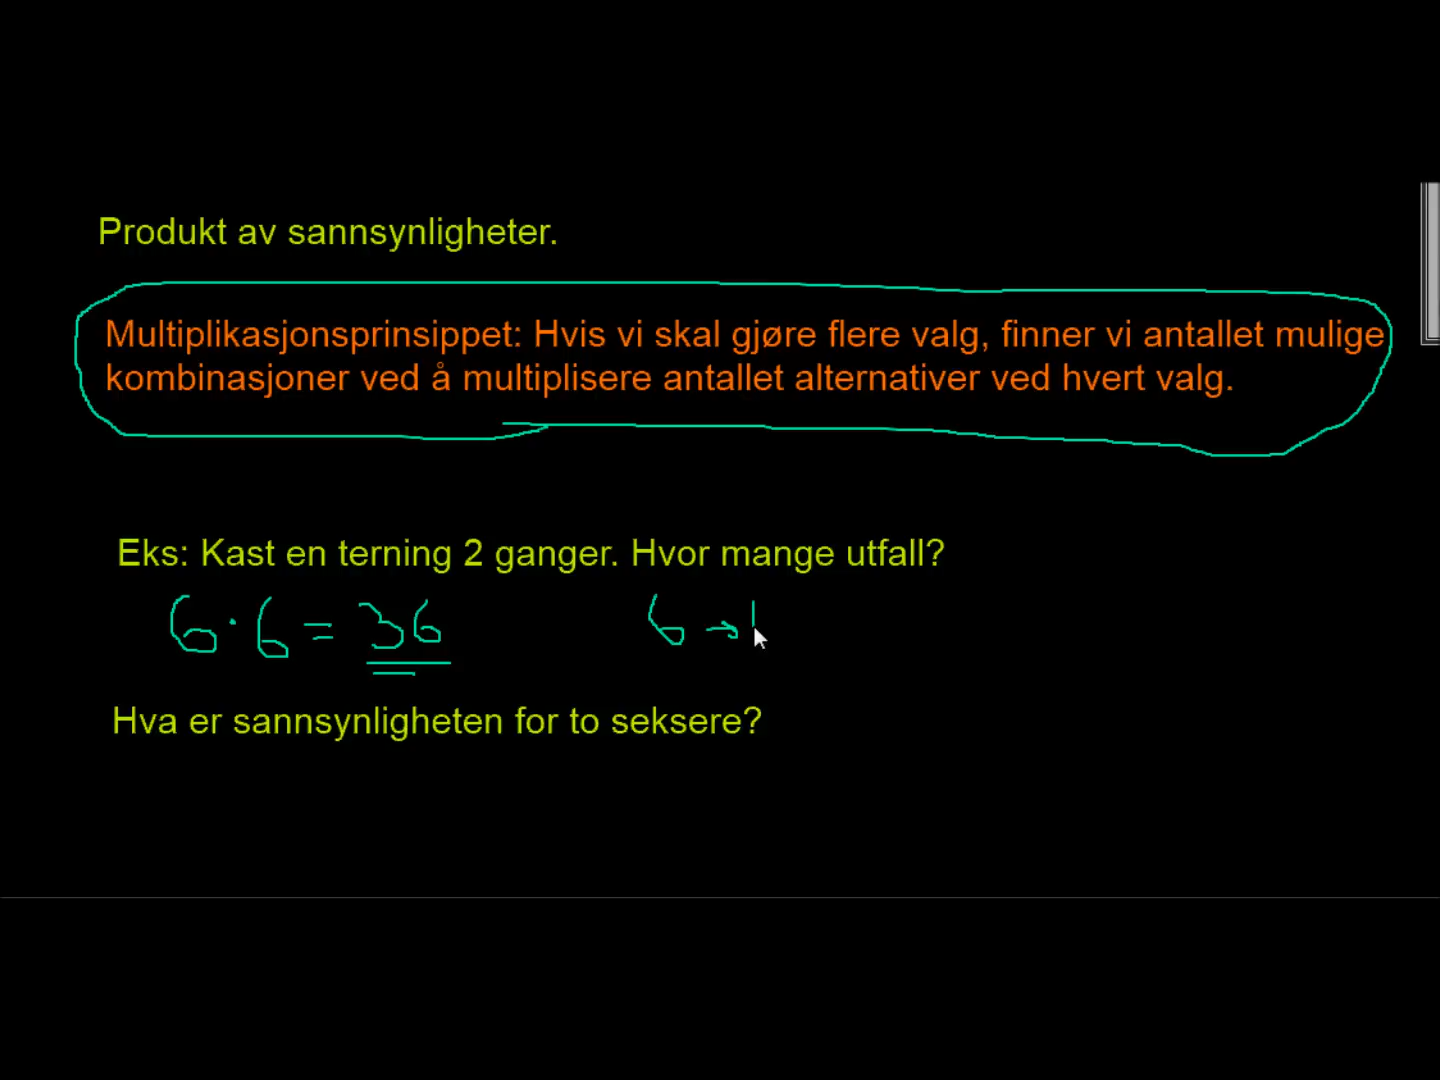 Produkt av sannsynligheter.
Multiplikasjonsprinsippet: Hvis vi skal gjøre flere valg, finner vi antallet mulige
kombinasjoner ved å multiplisere antallet alternativer ved hvert valg.
Eks: Kast en terning 2 ganger. Hvor mange utfall?
6 · 6 = 36 6 → 1
Hva er sannsynligheten for to seksere?